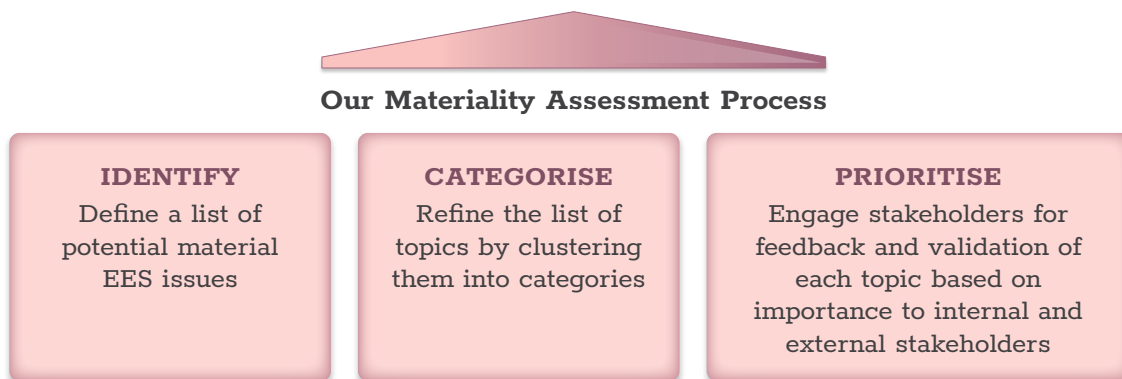 Our Materiality Assessment Process
IDENTIFY
Define a list of
potential material
EES issues
CATEGORISE
Refine the list of
topics by clustering
them into categories
PRIORITISE
Engage stakeholders for
feedback and validation of
each topic based on
importance to internal and
external stakeholders